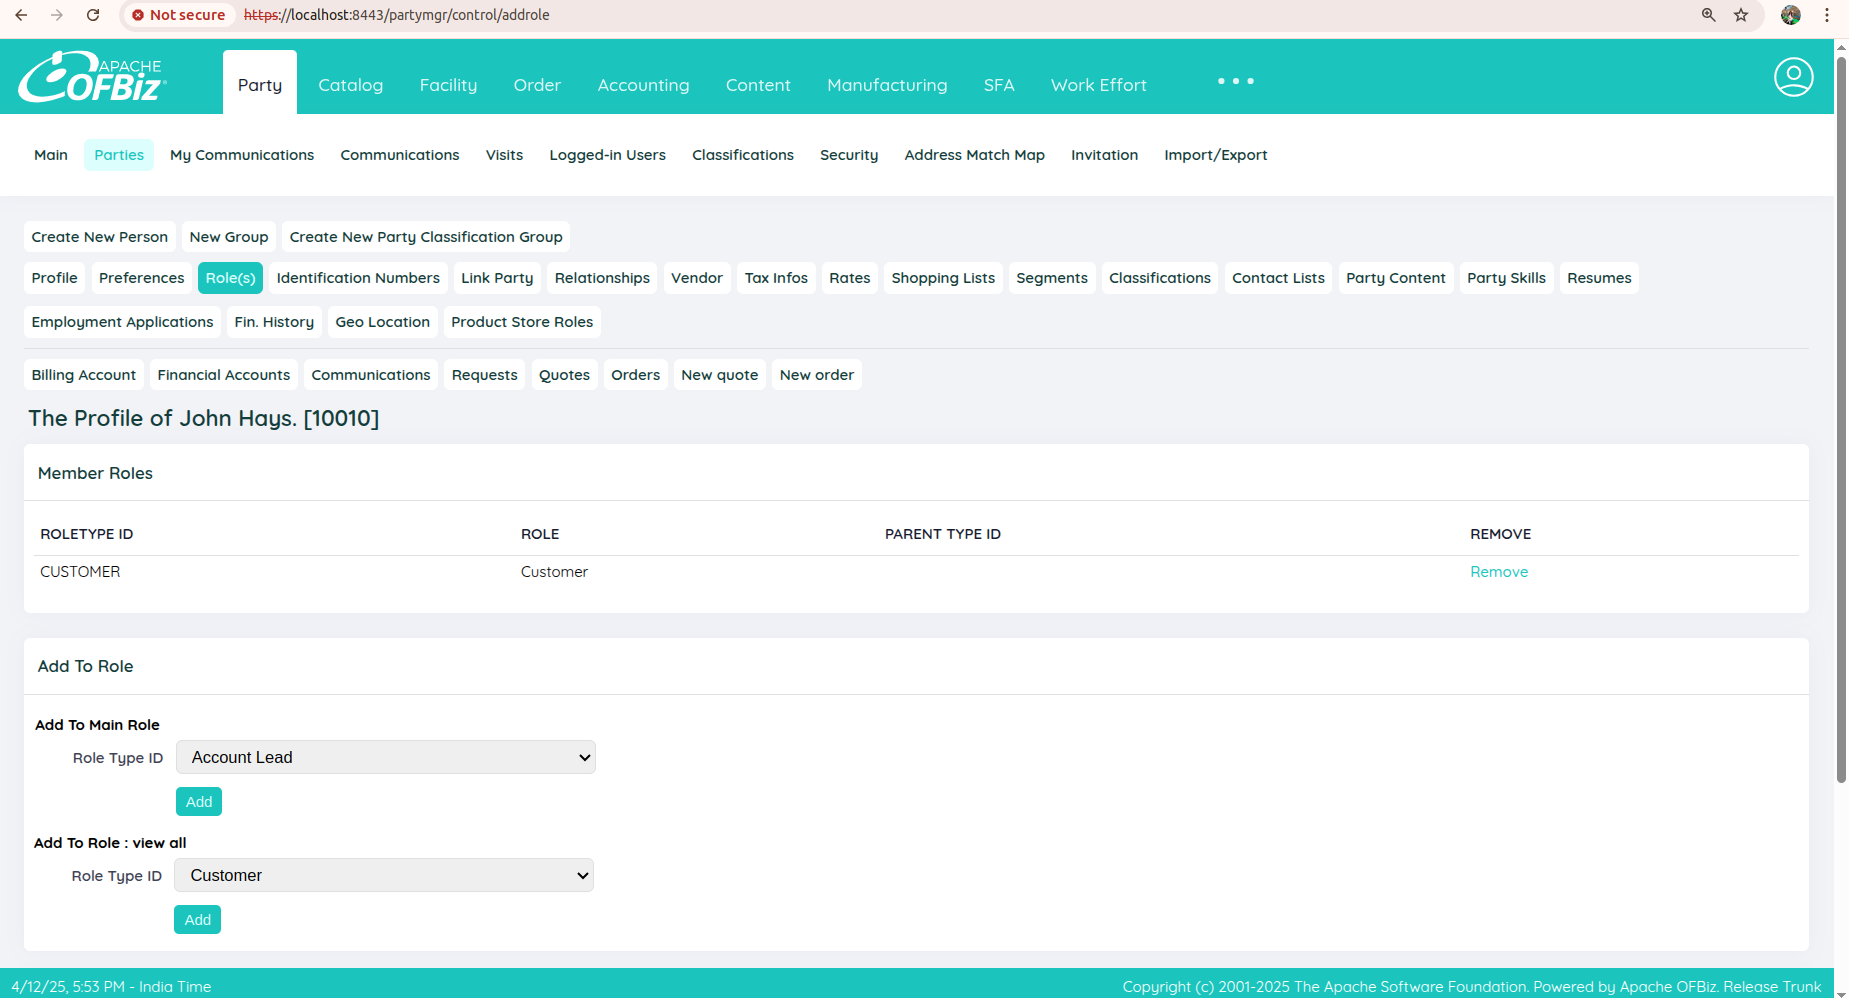 Not secure https://localhost:8443/partymgr/control/addrole
APACHE OFBiz
Party Catalog Facility Order Accounting Content Manufacturing SFA Work Effort
Main Parties My Communications Communications Visits Logged-in Users Classifications Security Address Match Map Invitation Import/Export
Create New Person New Group Create New Party Classification Group
Profile Preferences Role(s) Identification Numbers Link Party Relationships Vendor Tax Infos Rates Shopping Lists Segments Classifications Contact Lists Party Content Party Skills Resumes
Employment Applications Fin. History Geo Location Product Store Roles
Billing Account Financial Accounts Communications Requests Quotes Orders New quote New order
The Profile of John Hays. [10010]
Member Roles
ROLETYPE ID ROLE PARENT TYPE ID REMOVE
CUSTOMER Customer Remove
Add To Role
Add To Main Role
Role Type ID Account Lead
Add
Add To Role : view all
Role Type ID Customer
Add
4/12/25, 5:53 PM - India Time Copyright (c) 2001-2025 The Apache Software Foundation. Powered by Apache OFBiz. Release Trunk